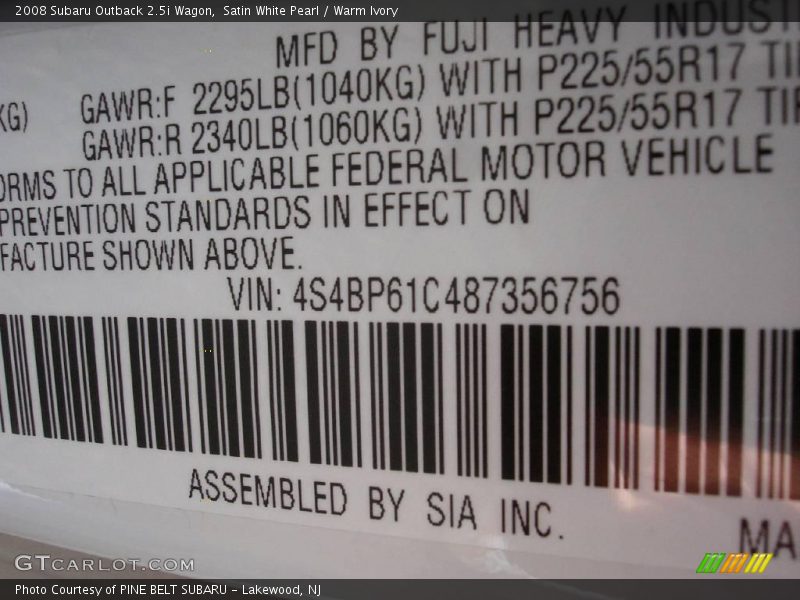 2008 Subaru Outback 2.5i Wagon, Satin White Pearl / Warm Ivory
MFD BY FUJI HEAVY INDUST
KG) GAWR:F 2295LB(1040KG) WITH P225/55R17 TI
GAWR:R 2340LB(1060KG) WITH P225/55R17 TI
ORMS TO ALL APPLICABLE FEDERAL MOTOR VEHICLE
PREVENTION STANDARDS IN EFFECT ON
FACTURE SHOWN ABOVE.
VIN: 4S4BP61C487356756
ASSEMBLED BY SIA INC.
MA
GTCARLOT.COM
Photo Courtesy of PINE BELT SUBARU - Lakewood, NJ